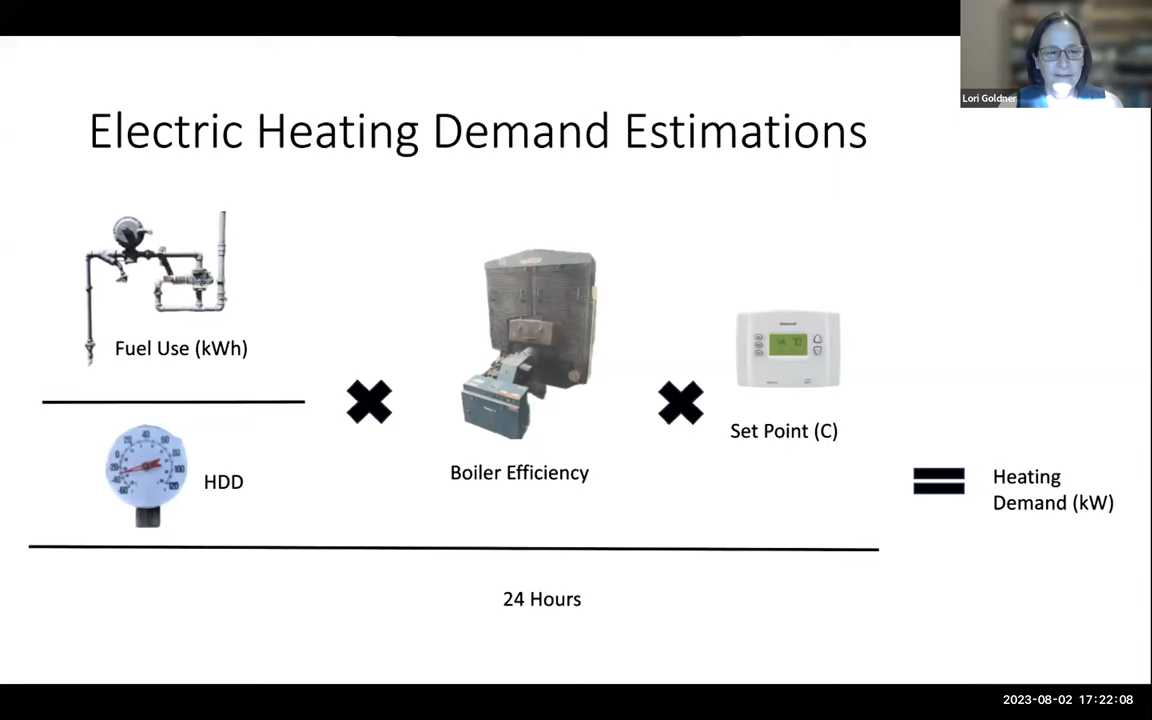 Lori Goldner
Electric Heating Demand Estimations
Fuel Use (kWh)
HDD
Boiler Efficiency
Set Point (C)
Heating
Demand (kW)
24 Hours
2023-08-02 17:22:08